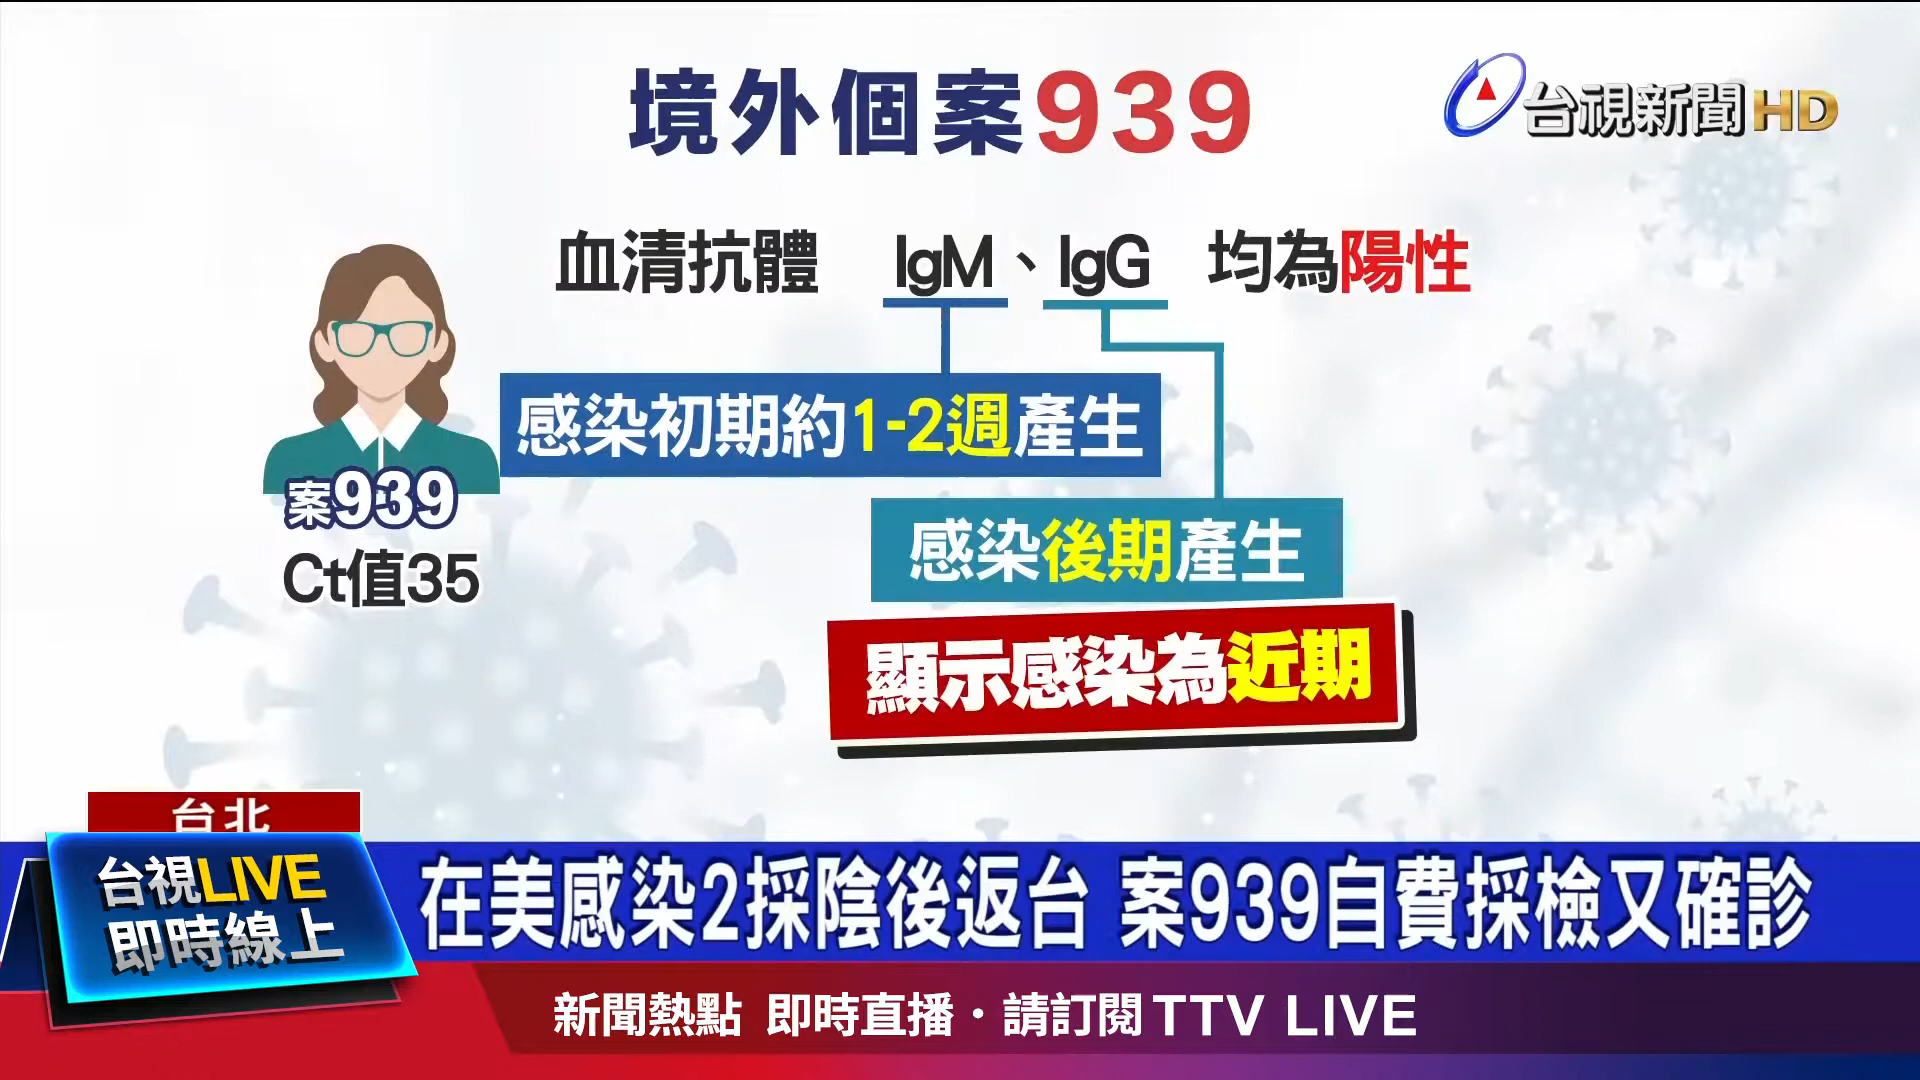 境外個案939
台視新聞HD
血清抗體 IgM、IgG 均為陽性
感染初期約1-2週產生
案939
感染後期產生
Ct值35
顯示感染為近期
台北
台視LIVE
即時線上
在美感染2採陰後返台 案939自費採檢又確診
新聞熱點 即時直播・請訂閱TTV LIVE